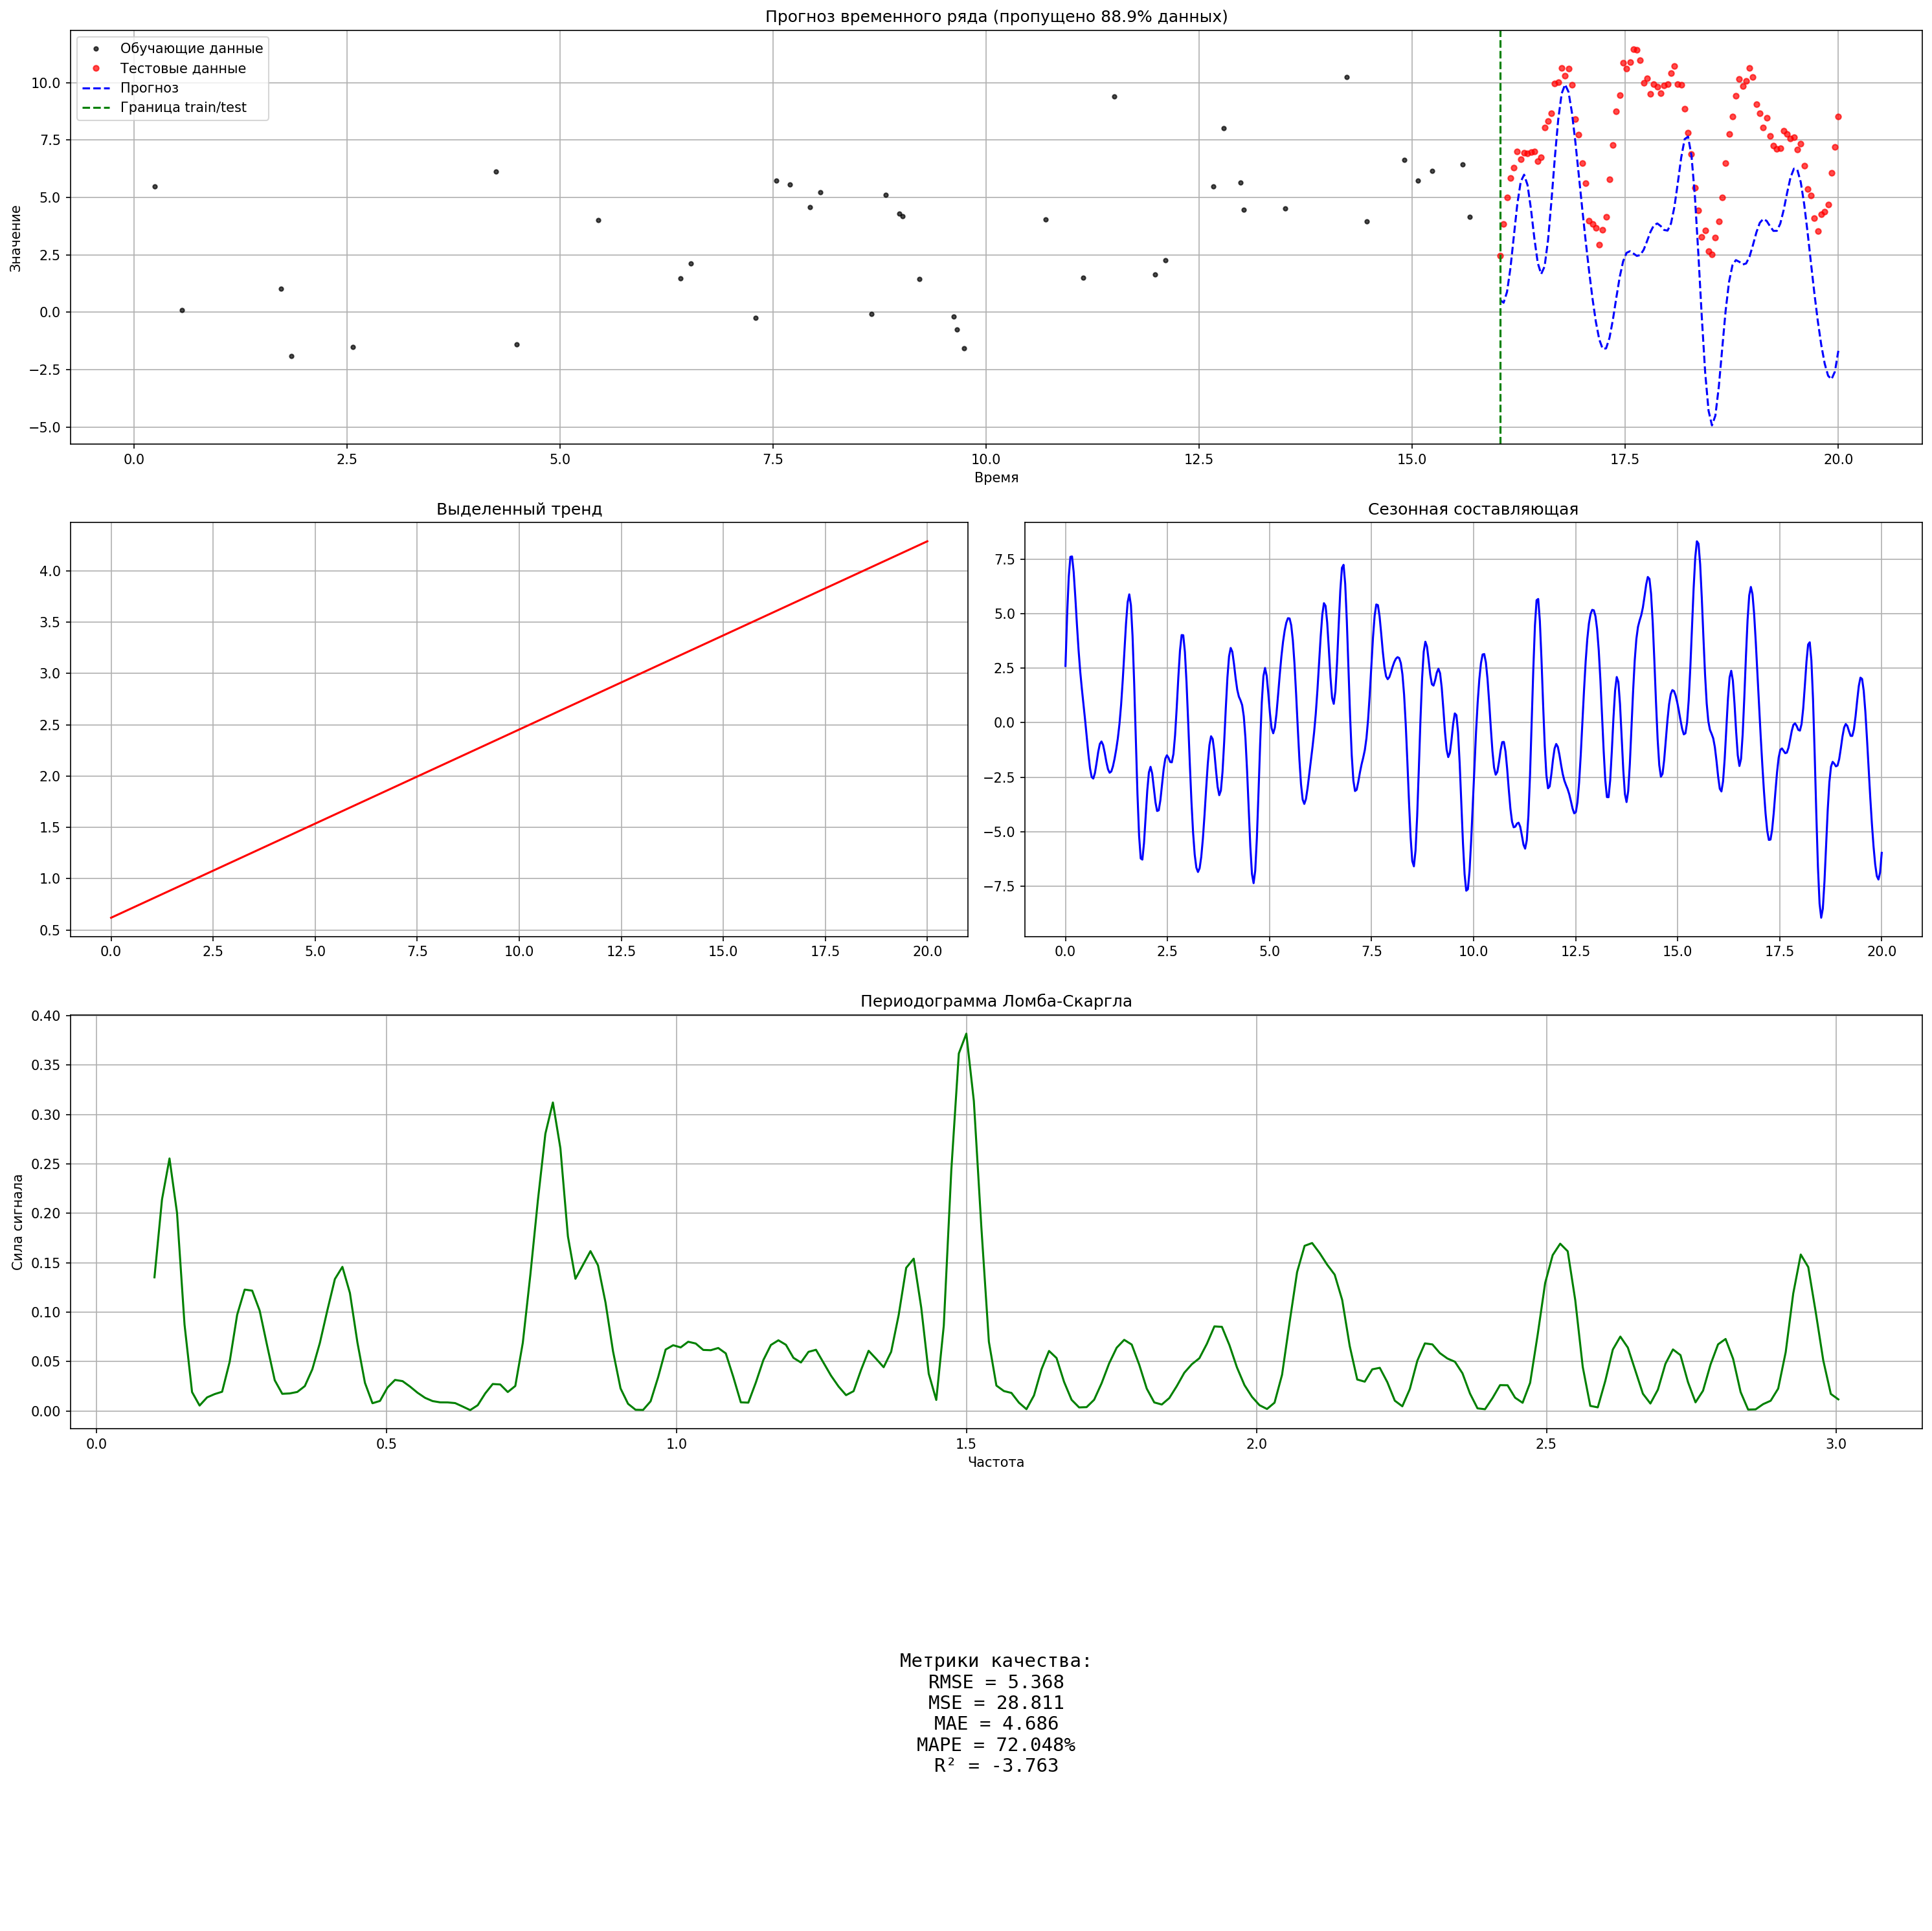 Прогноз временного ряда (пропущено 88.9% данных)
Обучающие данные
Тестовые данные
Прогноз
Граница train/test
Значение
10.0
7.5
5.0
2.5
0.0
−2.5
−5.0
0.0 2.5 5.0 7.5 10.0 12.5 15.0 17.5 20.0
Время
Выделенный тренд
4.0
3.5
3.0
2.5
2.0
1.5
1.0
0.5
0.0 2.5 5.0 7.5 10.0 12.5 15.0 17.5 20.0
Сезонная составляющая
7.5
5.0
2.5
0.0
−2.5
−5.0
−7.5
0.0 2.5 5.0 7.5 10.0 12.5 15.0 17.5 20.0
Периодограмма Ломба-Скаргла
Сила сигнала
0.40
0.35
0.30
0.25
0.20
0.15
0.10
0.05
0.00
0.0 0.5 1.0 1.5 2.0 2.5 3.0
Частота
Метрики качества:
RMSE = 5.368
MSE = 28.811
MAE = 4.686
MAPE = 72.048%
R² = -3.763